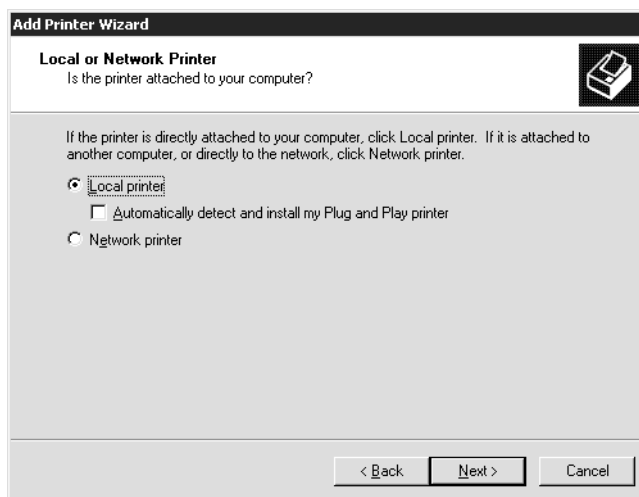 Add Printer Wizard
Local or Network Printer
Is the printer attached to your computer?
If the printer is directly attached to your computer, click Local printer. If it is attached to
another computer, or directly to the network, click Network printer.
Local printer
Automatically detect and install my Plug and Play printer
Network printer
< Back
Next >
Cancel